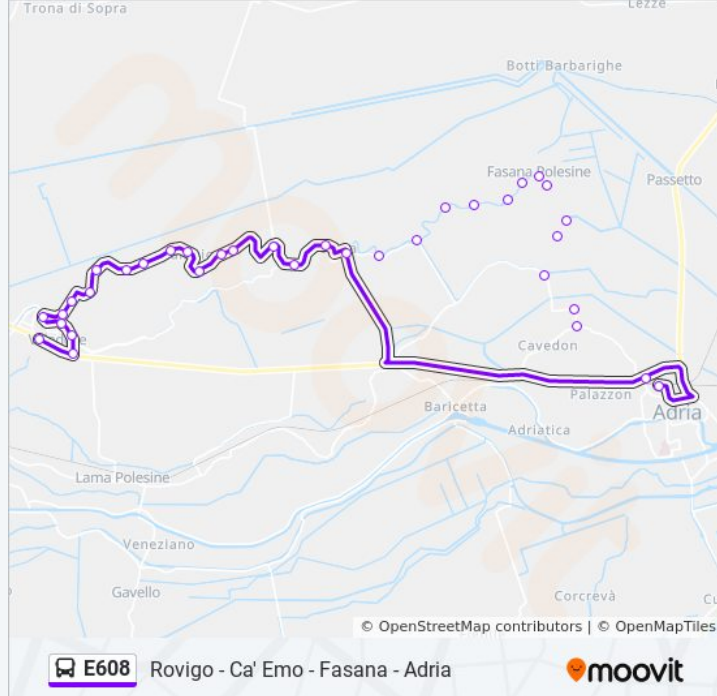 Trona di Sopra
Lezze
Botti Barbarighe
Fasana Polesine
Passetto
Cavedon
Palazzon
Baricetta
Adria
Adriatica
Lama Polesine
Veneziano
Gavello
Corcrevà
© OpenStreetMap contributors | © OpenMapTiles
E608 Rovigo - Ca' Emo - Fasana - Adria
moovit